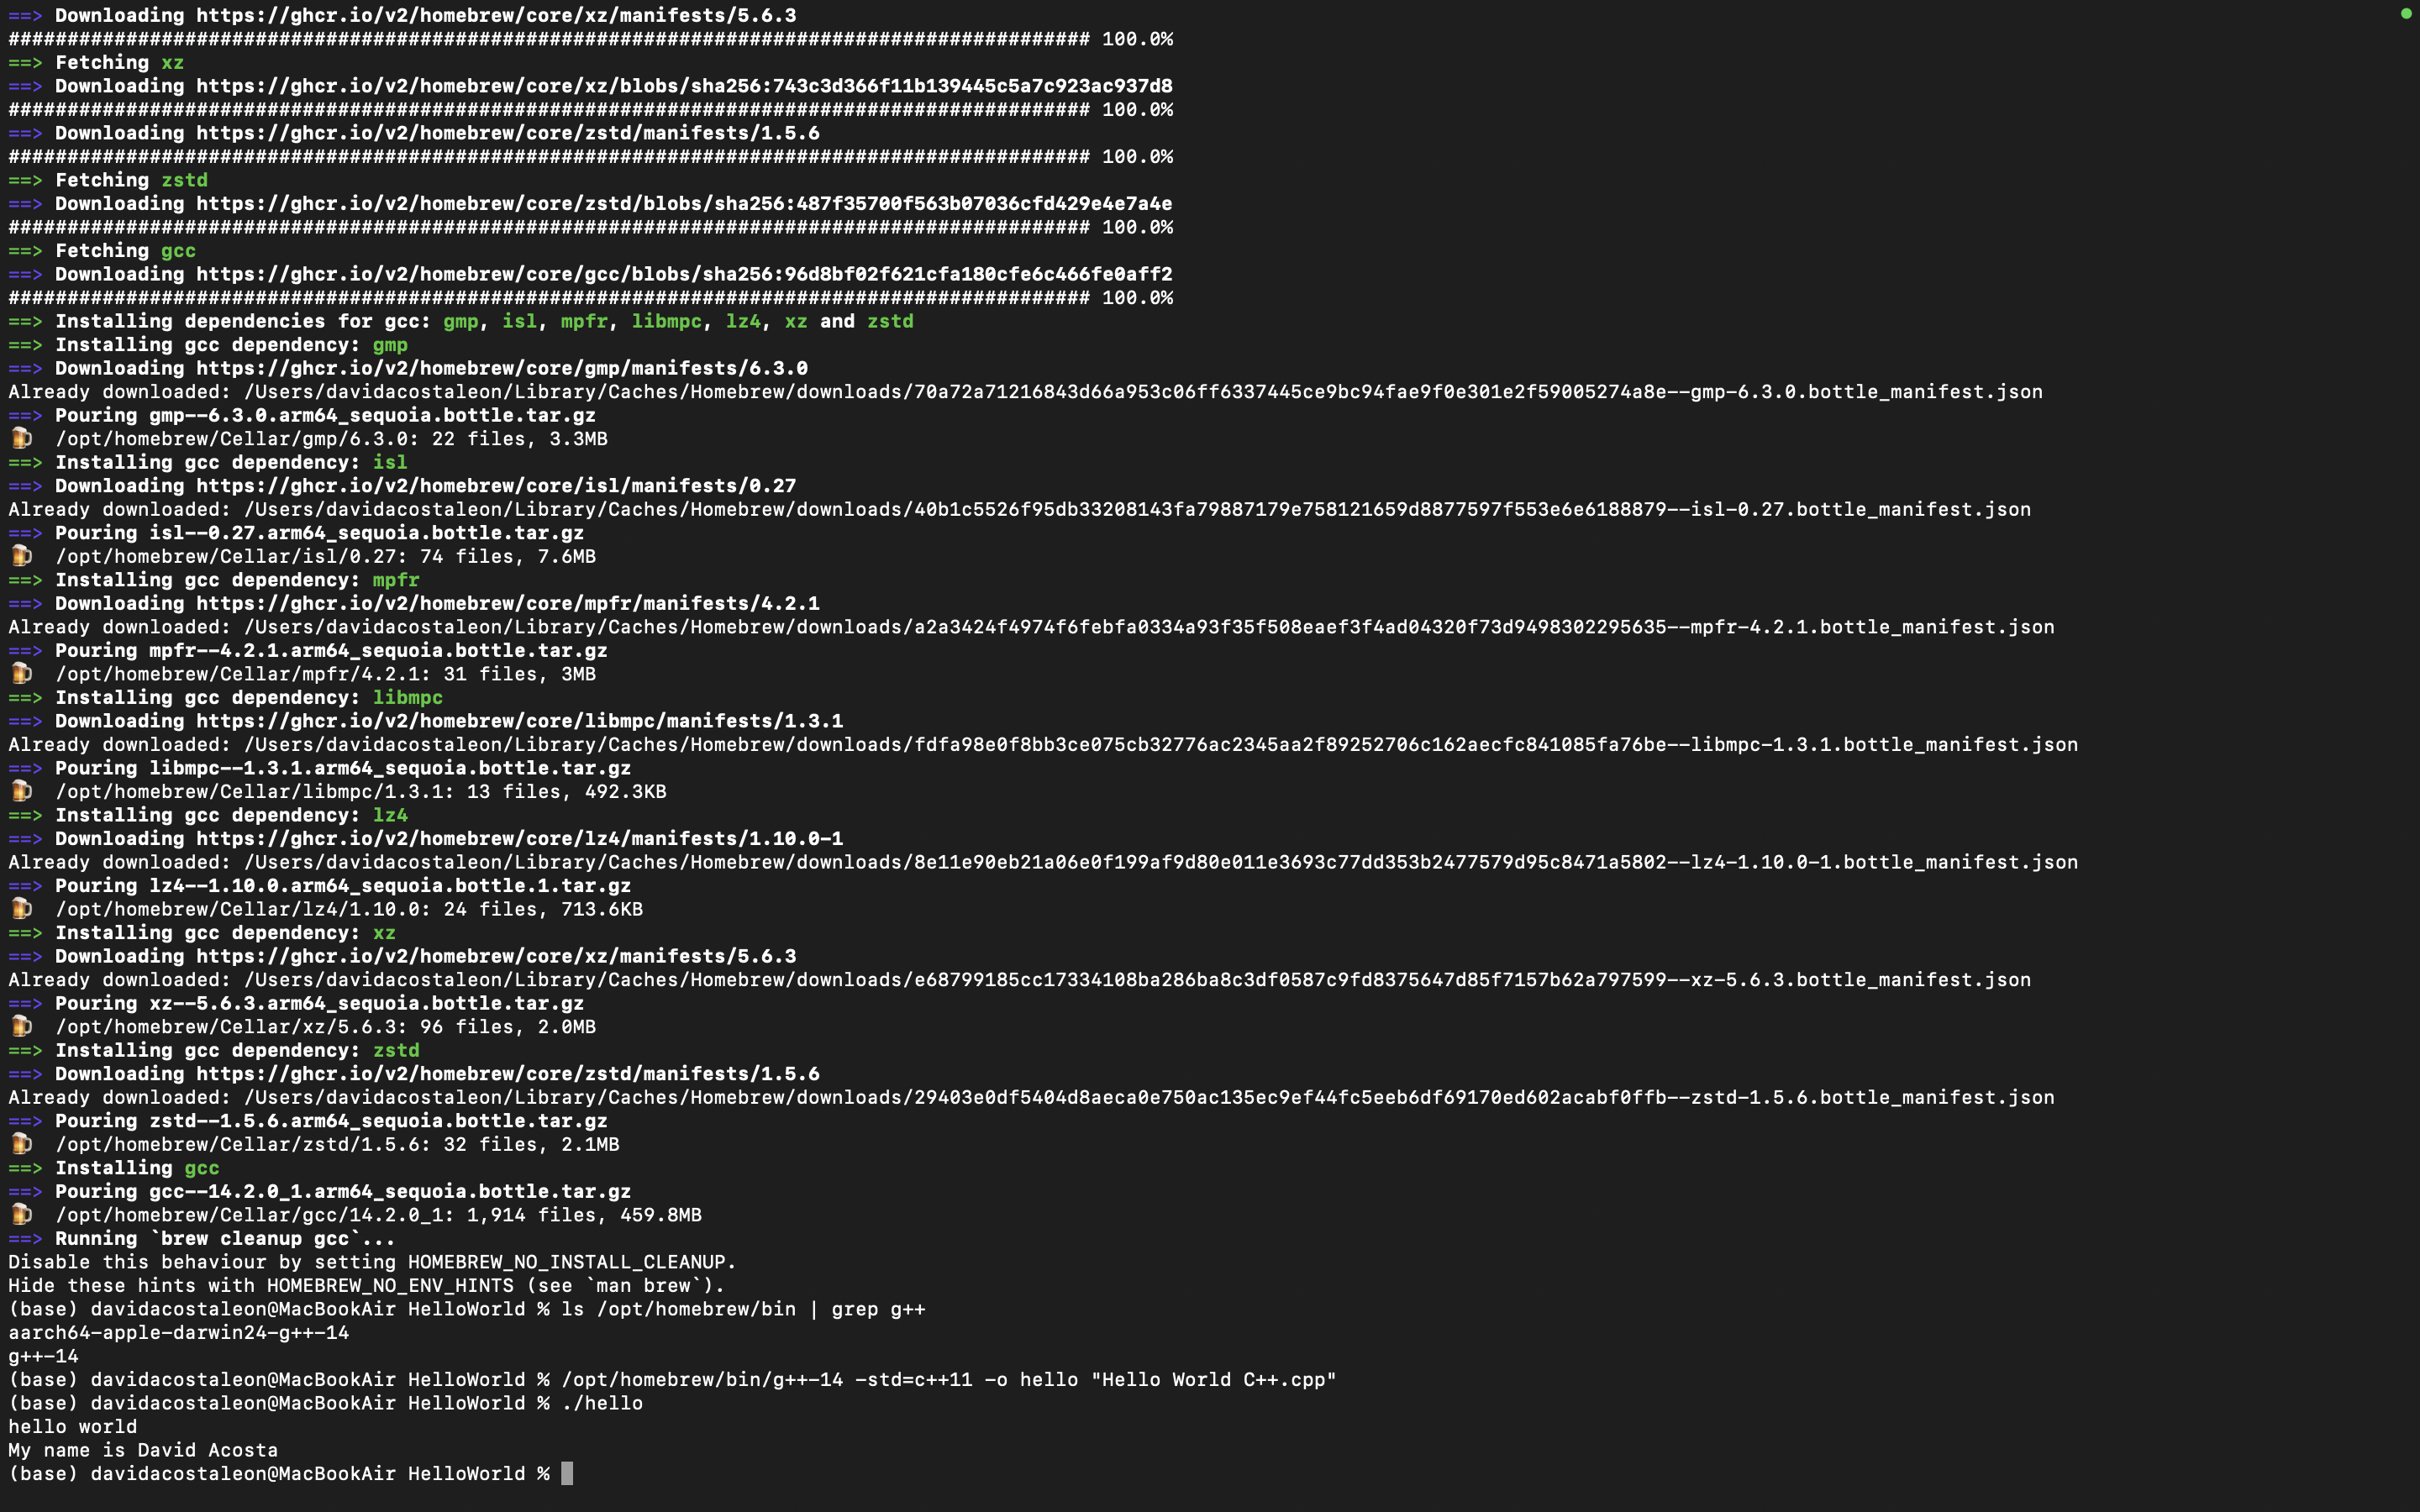 ==> Downloading https://ghcr.io/v2/homebrew/core/xz/manifests/5.6.3
############################################################################################ 100.0%
==> Fetching xz
==> Downloading https://ghcr.io/v2/homebrew/core/xz/blobs/sha256:743c3d366f11b139445c5a7c923ac937d8
############################################################################################ 100.0%
==> Downloading https://ghcr.io/v2/homebrew/core/zstd/manifests/1.5.6
############################################################################################ 100.0%
==> Fetching zstd
==> Downloading https://ghcr.io/v2/homebrew/core/zstd/blobs/sha256:487f35700f563b07036cfd429e4e7a4e
############################################################################################ 100.0%
==> Fetching gcc
==> Downloading https://ghcr.io/v2/homebrew/core/gcc/blobs/sha256:96d8bf02f621cfa180cfe6c466fe0aff2
############################################################################################ 100.0%
==> Installing dependencies for gcc: gmp, isl, mpfr, libmpc, lz4, xz and zstd
==> Installing gcc dependency: gmp
==> Downloading https://ghcr.io/v2/homebrew/core/gmp/manifests/6.3.0
Already downloaded: /Users/davidacostaleon/Library/Caches/Homebrew/downloads/70a72a71216843d66a953c06ff6337445ce9bc94fae9f0e301e2f59005274a8e--gmp-6.3.0.bottle_manifest.json
==> Pouring gmp--6.3.0.arm64_sequoia.bottle.tar.gz
🍺  /opt/homebrew/Cellar/gmp/6.3.0: 22 files, 3.3MB
==> Installing gcc dependency: isl
==> Downloading https://ghcr.io/v2/homebrew/core/isl/manifests/0.27
Already downloaded: /Users/davidacostaleon/Library/Caches/Homebrew/downloads/40b1c5526f95db33208143fa79887179e758121659d8877597f553e6e6188879--isl-0.27.bottle_manifest.json
==> Pouring isl--0.27.arm64_sequoia.bottle.tar.gz
🍺  /opt/homebrew/Cellar/isl/0.27: 74 files, 7.6MB
==> Installing gcc dependency: mpfr
==> Downloading https://ghcr.io/v2/homebrew/core/mpfr/manifests/4.2.1
Already downloaded: /Users/davidacostaleon/Library/Caches/Homebrew/downloads/a2a3424f4974f6febfa0334a93f35f508eaef3f4ad04320f73d9498302295635--mpfr-4.2.1.bottle_manifest.json
==> Pouring mpfr--4.2.1.arm64_sequoia.bottle.tar.gz
🍺  /opt/homebrew/Cellar/mpfr/4.2.1: 31 files, 3MB
==> Installing gcc dependency: libmpc
==> Downloading https://ghcr.io/v2/homebrew/core/libmpc/manifests/1.3.1
Already downloaded: /Users/davidacostaleon/Library/Caches/Homebrew/downloads/fdfa98e0f8bb3ce075cb32776ac2345aa2f89252706c162aecfc841085fa76be--libmpc-1.3.1.bottle_manifest.json
==> Pouring libmpc--1.3.1.arm64_sequoia.bottle.tar.gz
🍺  /opt/homebrew/Cellar/libmpc/1.3.1: 13 files, 492.3KB
==> Installing gcc dependency: lz4
==> Downloading https://ghcr.io/v2/homebrew/core/lz4/manifests/1.10.0-1
Already downloaded: /Users/davidacostaleon/Library/Caches/Homebrew/downloads/8e11e90eb21a06e0f199af9d80e011e3693c77dd353b2477579d95c8471a5802--lz4-1.10.0-1.bottle_manifest.json
==> Pouring lz4--1.10.0.arm64_sequoia.bottle.1.tar.gz
🍺  /opt/homebrew/Cellar/lz4/1.10.0: 24 files, 713.6KB
==> Installing gcc dependency: xz
==> Downloading https://ghcr.io/v2/homebrew/core/xz/manifests/5.6.3
Already downloaded: /Users/davidacostaleon/Library/Caches/Homebrew/downloads/e68799185cc17334108ba286ba8c3df0587c9fd8375647d85f7157b62a797599--xz-5.6.3.bottle_manifest.json
==> Pouring xz--5.6.3.arm64_sequoia.bottle.tar.gz
🍺  /opt/homebrew/Cellar/xz/5.6.3: 96 files, 2.0MB
==> Installing gcc dependency: zstd
==> Downloading https://ghcr.io/v2/homebrew/core/zstd/manifests/1.5.6
Already downloaded: /Users/davidacostaleon/Library/Caches/Homebrew/downloads/29403e0df5404d8aeca0e750ac135ec9ef44fc5eeb6df69170ed602acabf0ffb--zstd-1.5.6.bottle_manifest.json
==> Pouring zstd--1.5.6.arm64_sequoia.bottle.tar.gz
🍺  /opt/homebrew/Cellar/zstd/1.5.6: 32 files, 2.1MB
==> Installing gcc
==> Pouring gcc--14.2.0_1.arm64_sequoia.bottle.tar.gz
🍺  /opt/homebrew/Cellar/gcc/14.2.0_1: 1,914 files, 459.8MB
==> Running `brew cleanup gcc`...
Disable this behaviour by setting HOMEBREW_NO_INSTALL_CLEANUP.
Hide these hints with HOMEBREW_NO_ENV_HINTS (see `man brew`).
(base) davidacostaleon@MacBookAir HelloWorld % ls /opt/homebrew/bin | grep g++
aarch64-apple-darwin24-g++-14
g++-14
(base) davidacostaleon@MacBookAir HelloWorld % /opt/homebrew/bin/g++-14 -std=c++11 -o hello "Hello World C++.cpp"
(base) davidacostaleon@MacBookAir HelloWorld % ./hello
hello world
My name is David Acosta
(base) davidacostaleon@MacBookAir HelloWorld %